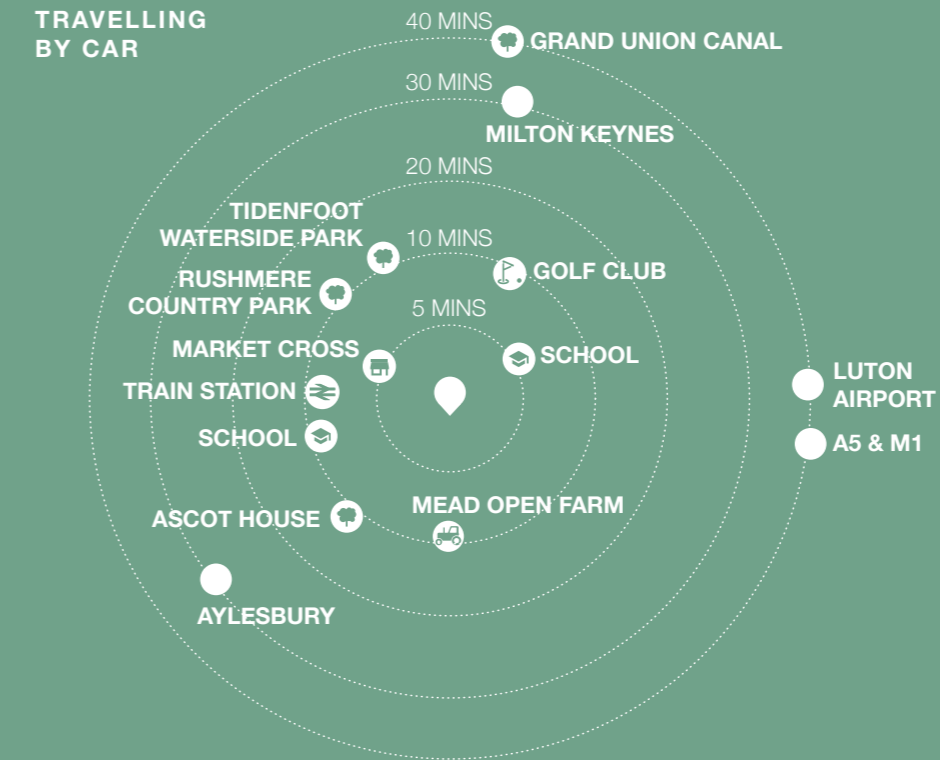 TRAVELLING
BY CAR
40 MINS
GRAND UNION CANAL
30 MINS
MILTON KEYNES
20 MINS
TIDENFOOT
WATERSIDE PARK
10 MINS
GOLF CLUB
RUSHMERE
COUNTRY PARK
5 MINS
MARKET CROSS
SCHOOL
TRAIN STATION
LUTON
AIRPORT
SCHOOL
A5 & M1
ASCOT HOUSE
MEAD OPEN FARM
AYLESBURY